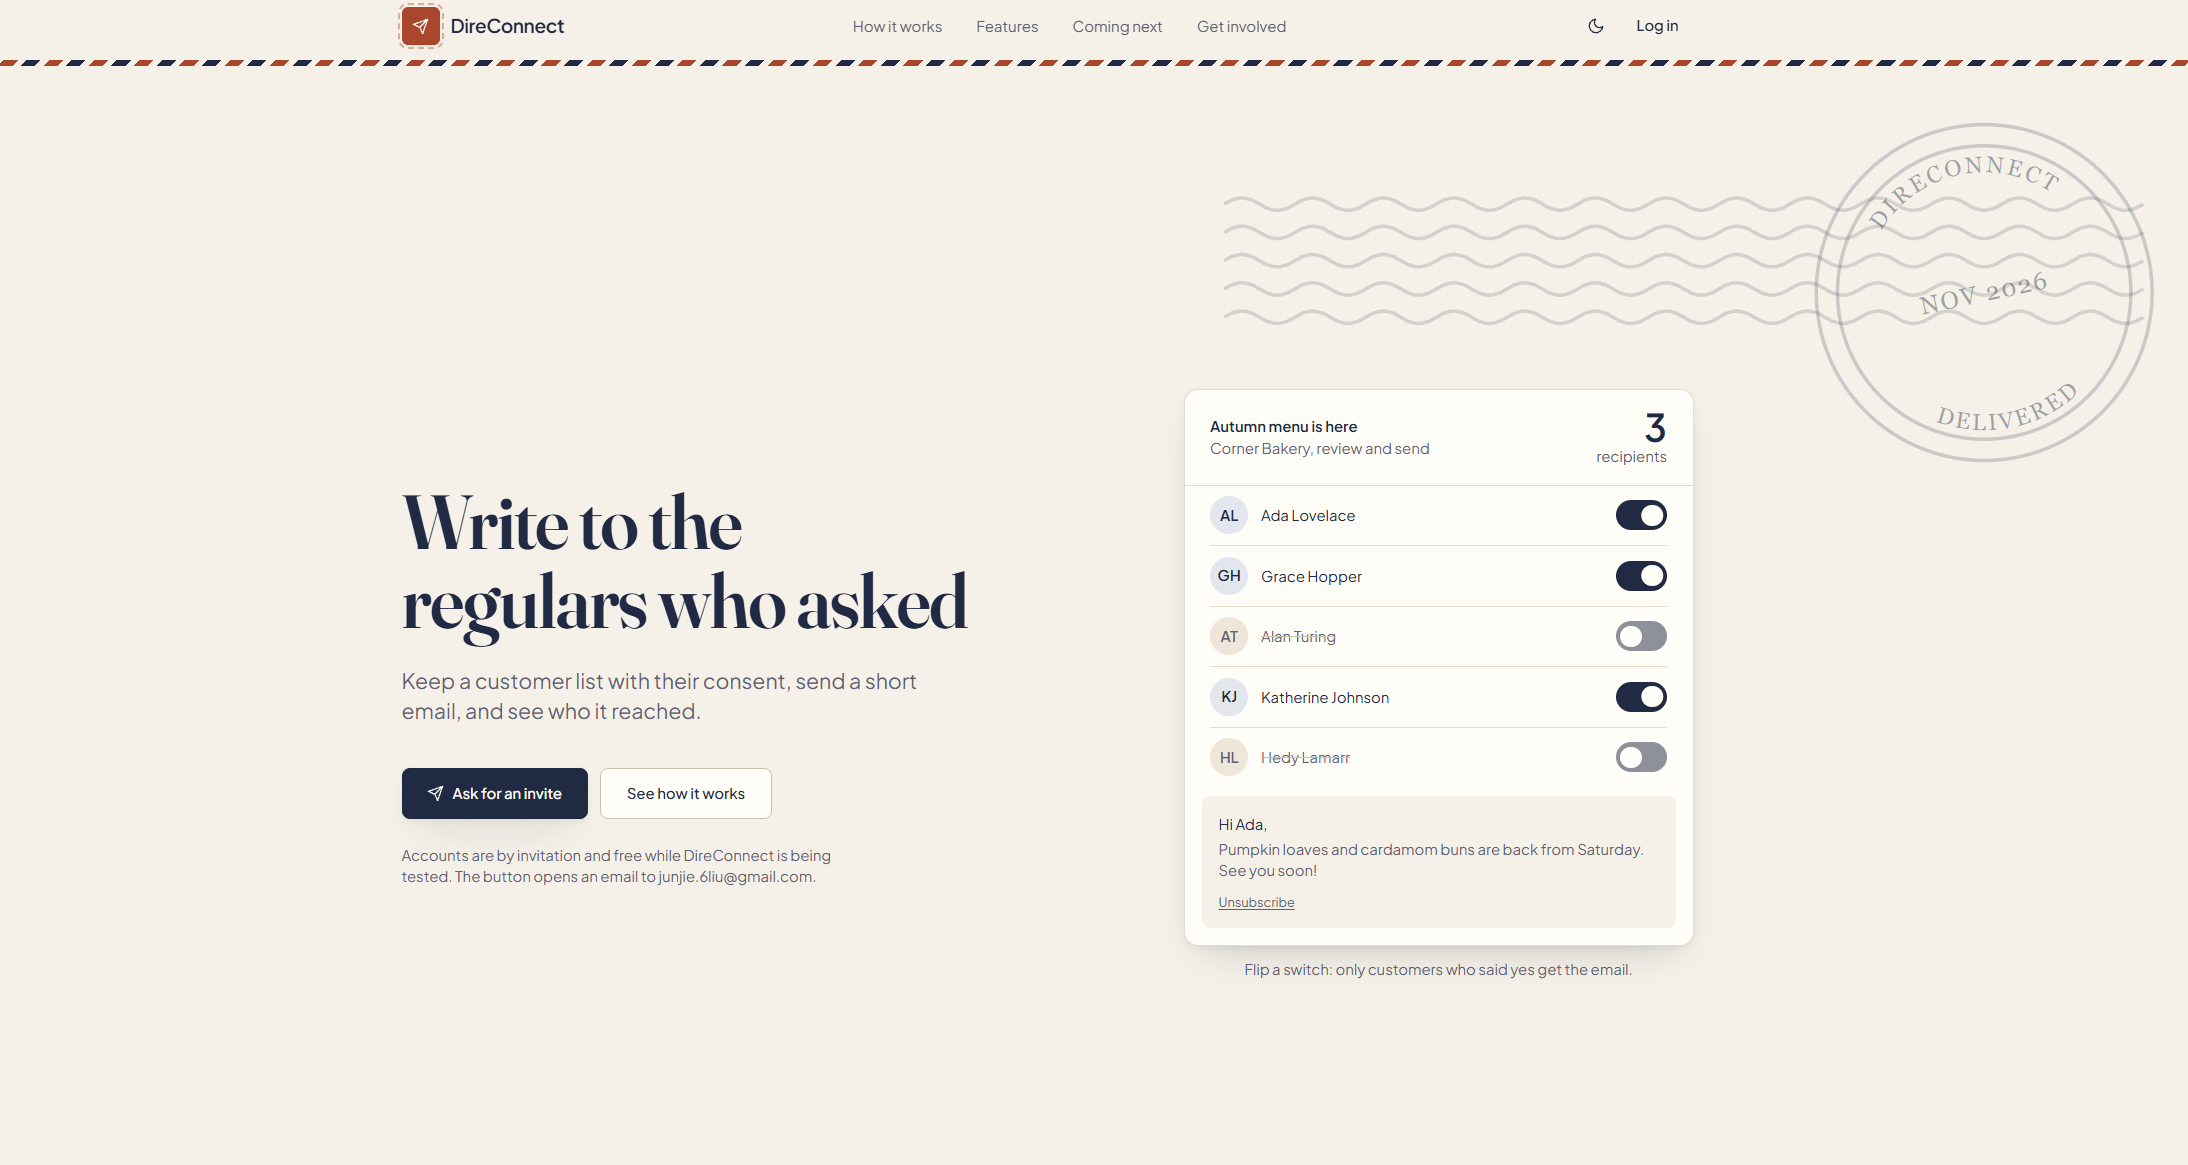 DireConnect
How it works
Features
Coming next
Get involved
Log in
DIRECONNECT
NOV 2026
DELIVERED
Write to the
regulars who asked
Keep a customer list with their consent, send a short
email, and see who it reached.
Ask for an invite
See how it works
Accounts are by invitation and free while DireConnect is being
tested. The button opens an email to junjie.6liu@gmail.com.
Autumn menu is here
Corner Bakery, review and send
3
recipients
AL
Ada Lovelace
GH
Grace Hopper
AT
Alan Turing
KJ
Katherine Johnson
HL
Hedy Lamarr
Hi Ada,
Pumpkin loaves and cardamom buns are back from Saturday.
See you soon!
Unsubscribe
Flip a switch: only customers who said yes get the email.